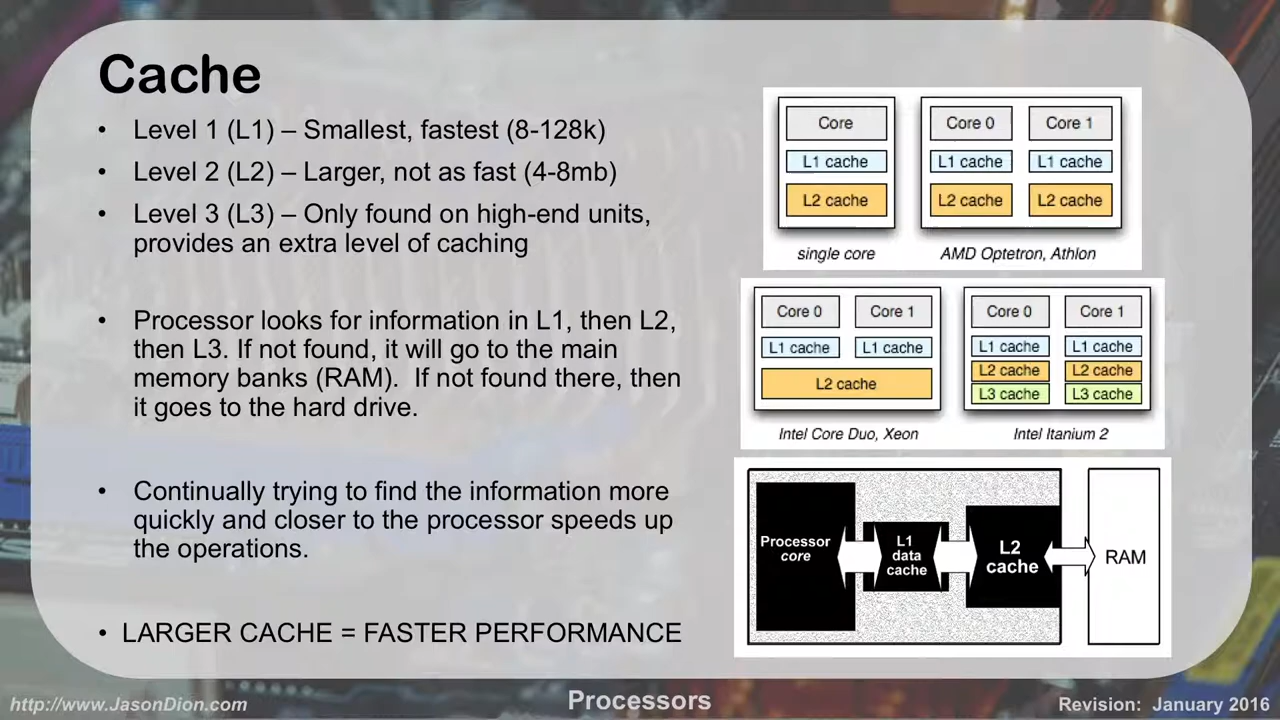 Cache
• Level 1 (L1) – Smallest, fastest (8-128k)
• Level 2 (L2) – Larger, not as fast (4-8mb)
• Level 3 (L3) – Only found on high-end units,
provides an extra level of caching
• Processor looks for information in L1, then L2,
then L3. If not found, it will go to the main
memory banks (RAM).  If not found there, then
it goes to the hard drive.
• Continually trying to find the information more
quickly and closer to the processor speeds up
the operations.
• LARGER CACHE = FASTER PERFORMANCE
Core
L1 cache
L2 cache
single core
Core 0 Core 1
L1 cache L1 cache
L2 cache L2 cache
AMD Optetron, Athlon
Core 0 Core 1
L1 cache L1 cache
L2 cache
Intel Core Duo, Xeon
Core 0 Core 1
L1 cache L1 cache
L2 cache L2 cache
L3 cache L3 cache
Intel Itanium 2
Processor
core
L1
data
cache
L2
cache
RAM
http://www.JasonDion.com
Processors
Revision:  January 2016